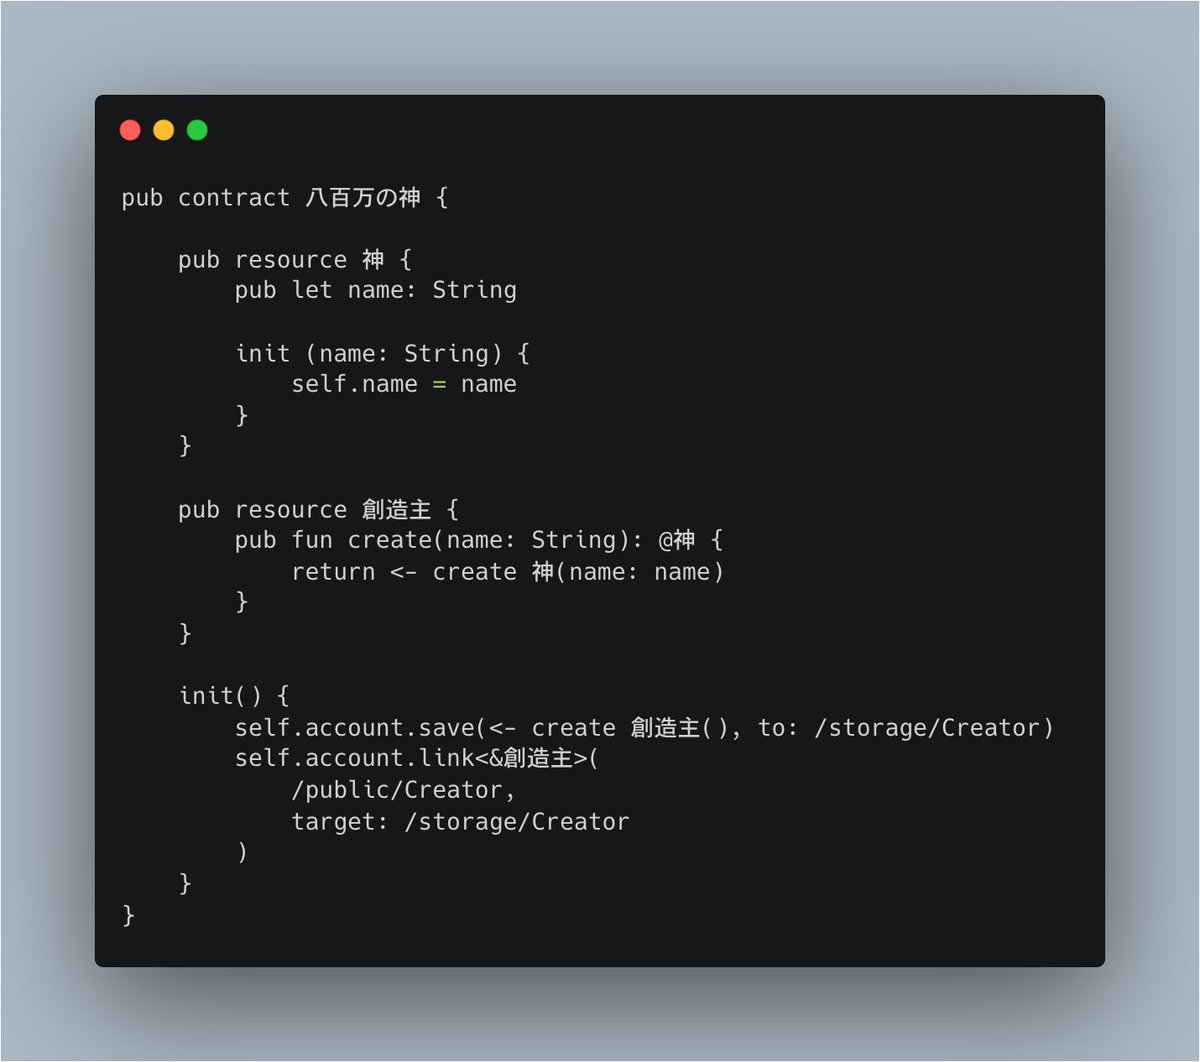 pub contract 八百万の神 {
pub resource 神 {
pub let name: String
init (name: String) {
self.name = name
}
}
pub resource 創造主 {
pub fun create(name: String): @神 {
return <- create 神(name: name)
}
}
init() {
self.account.save(<- create 創造主(), to: /storage/Creator)
self.account.link<&創造主>(
/public/Creator,
target: /storage/Creator
)
}
}